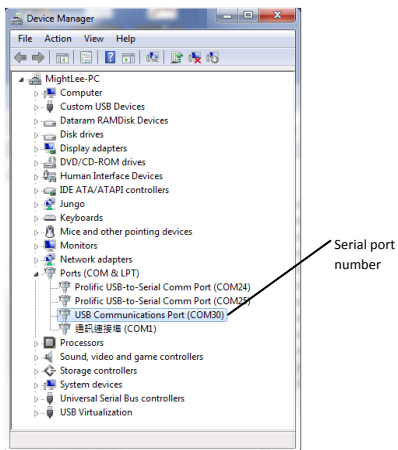 Device Manager
File Action View Help
MightLee-PC
Computer
Custom USB Devices
Dataram RAMDisk Devices
Disk drives
Display adapters
DVD/CD-ROM drives
Human Interface Devices
IDE ATA/ATAPI controllers
Jungo
Keyboards
Mice and other pointing devices
Monitors
Network adapters
Ports (COM & LPT)
Prolific USB-to-Serial Comm Port (COM24)
Prolific USB-to-Serial Comm Port (COM25)
USB Communications Port (COM30)
通訊連接埠 (COM1)
Processors
Sound, video and game controllers
Storage controllers
System devices
Universal Serial Bus controllers
USB Virtualization
Serial port
number